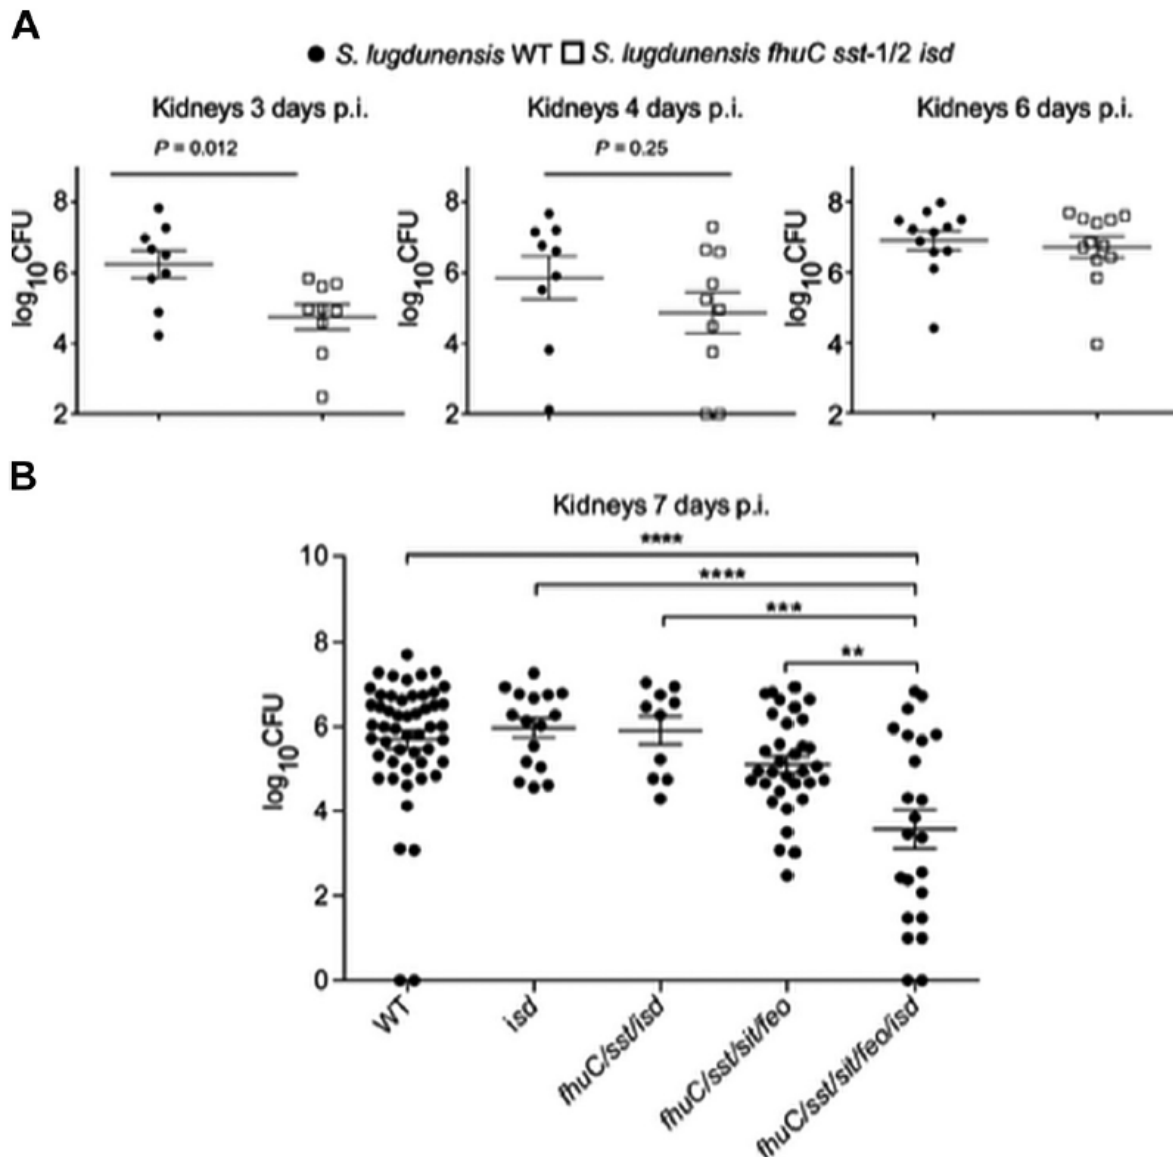 A
● S. lugdunensis WT □ S. lugdunensis fhuC sst-1/2 isd
Kidneys 3 days p.i.
P = 0.012
log10CFU
8
6
4
2
Kidneys 4 days p.i.
P = 0.25
log10CFU
8
6
4
2
Kidneys 6 days p.i.
log10CFU
8
6
4
2
B
Kidneys 7 days p.i.
****
****
***
**
log10CFU
10
8
6
4
2
0
WT
isd
fhuC/sst/isd
fhuC/sst/sit/feo
fhuC/sst/sit/feo/isd